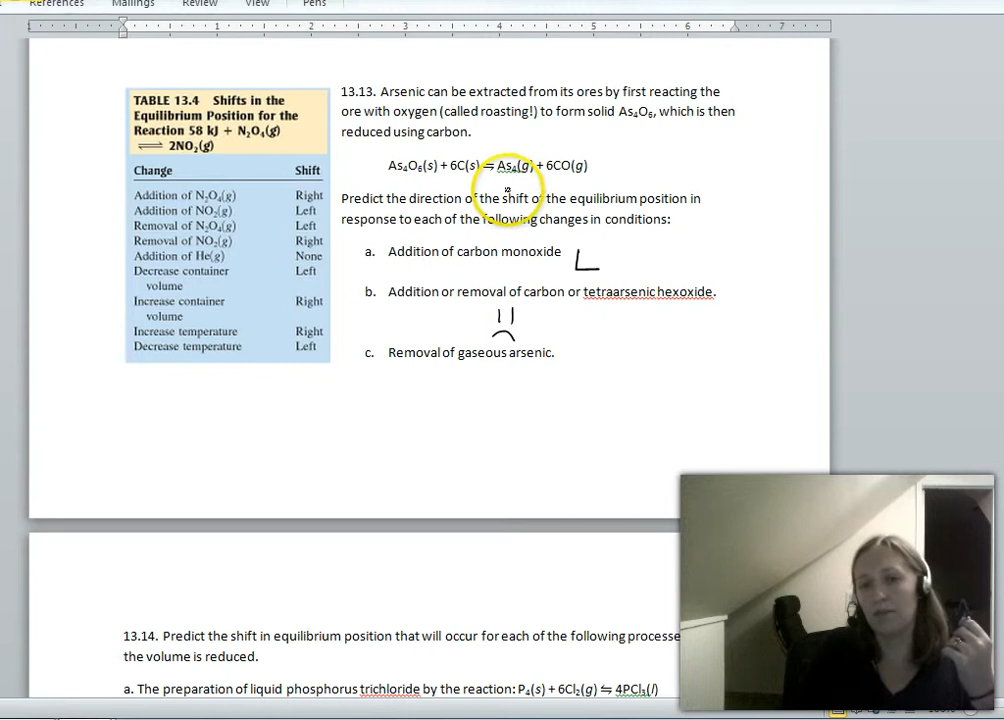 References Mailings Review View Pens
1 2 3 4 5 6 7
TABLE 13.4 Shifts in the
Equilibrium Position for the
Reaction 58 kJ + N₂O₄(g)
⇌ 2NO₂(g)
Change Shift
Addition of N₂O₄(g) Right
Addition of NO₂(g) Left
Removal of N₂O₄(g) Left
Removal of NO₂(g) Right
Addition of He(g) None
Decrease container Left
volume
Increase container Right
volume
Increase temperature Right
Decrease temperature Left
13.13. Arsenic can be extracted from its ores by first reacting the
ore with oxygen (called roasting!) to form solid As₄O₆, which is then
reduced using carbon.
As₄O₆(s) + 6C(s) ⇋ As₄(g) + 6CO(g)
Predict the direction of the shift of the equilibrium position in
response to each of the following changes in conditions:
a. Addition of carbon monoxide L
b. Addition or removal of carbon or tetraarsenic hexoxide.
c. Removal of gaseous arsenic.
13.14. Predict the shift in equilibrium position that will occur for each of the following processe
the volume is reduced.
a. The preparation of liquid phosphorus trichloride by the reaction: P₄(s) + 6Cl₂(g) ⇋ 4PCl₃(l)